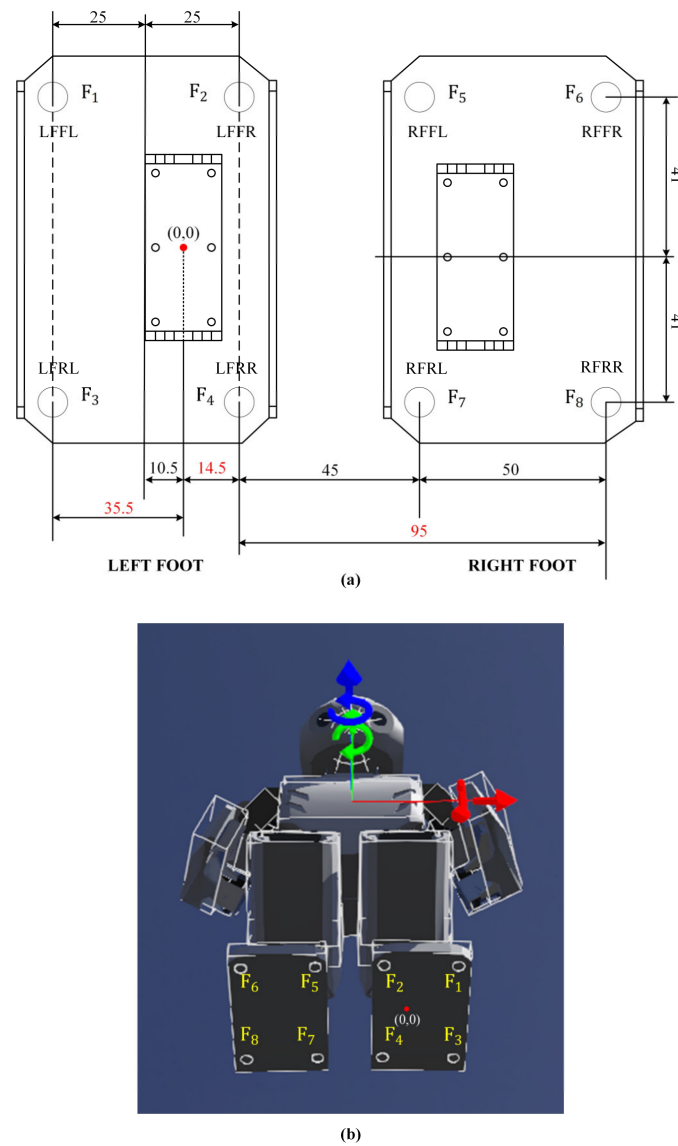 25 25
F1 F2 F5 F6
LFFL LFFR RFFL RFFR
41
(0,0)
41
LFRL LFRR RFRL RFRR
F3 F4 F7 F8
10.5 14.5 45 50
35.5
95
LEFT FOOT RIGHT FOOT
(a)
F6 F5 F2 F1
(0,0)
F8 F7 F4 F3
(b)